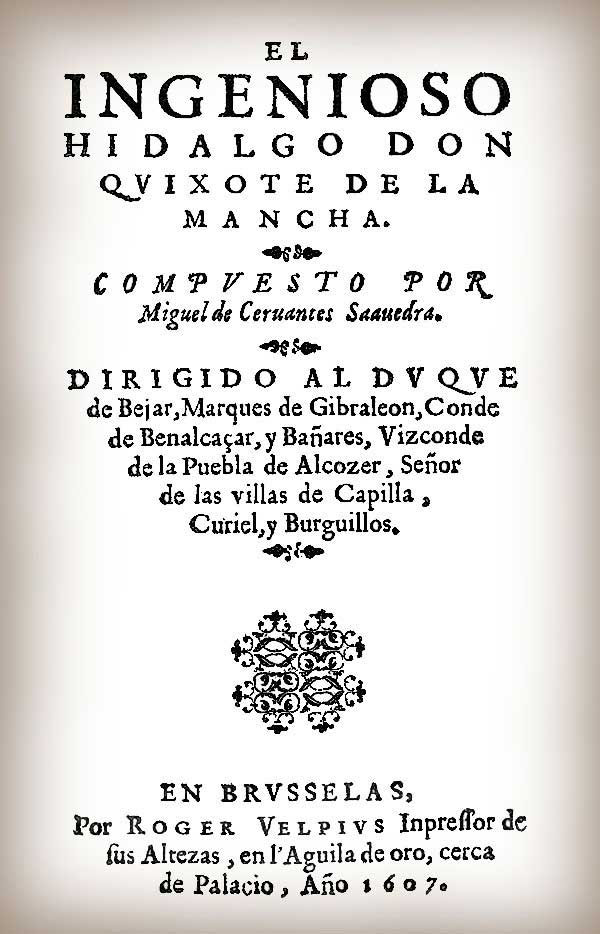 EL
INGENIOSO
HIDALGO DON
QVIXOTE DE LA
MANCHA.
COMPVESTO POR
Miguel de Ceruantes Saauedra.
DIRIGIDO AL DVQVE
de Bejar, Marques de Gibraleon, Conde
de Benalcaçar, y Bañares, Vizconde
de la Puebla de Alcozer, Señor
de las villas de Capilla,
Curiel, y Burguillos.
EN BRVSSELAS,
Por ROGER VELPIVS Inpreſſor de
ſus Altezas, en l'Aguila de oro, cerca
de Palacio, Año 1607.